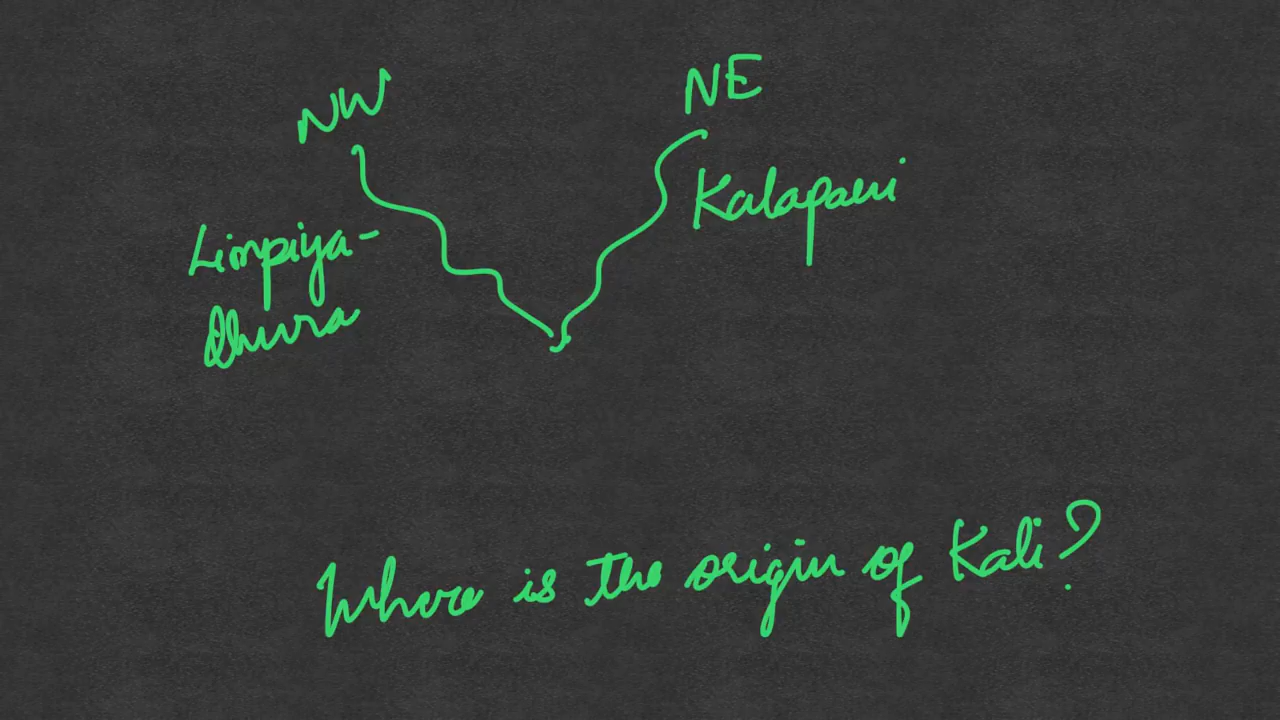 NW
NE
Kalapani
Limpiya-
Dhura
Where is the origin of Kali?